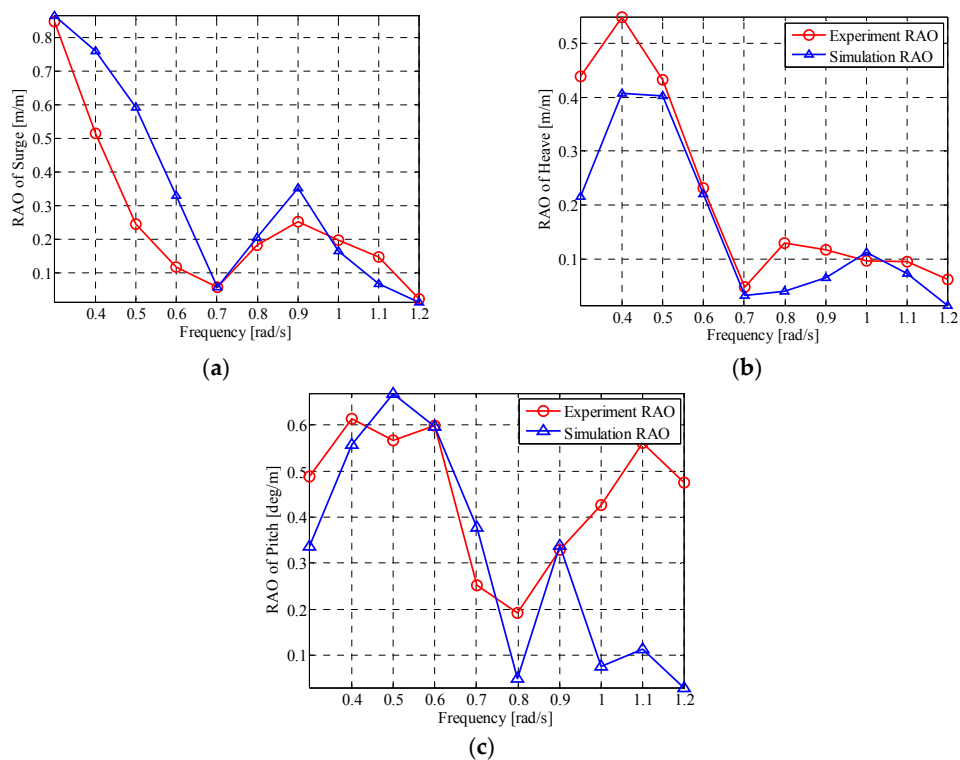 RAO of Surge [m/m]
0.8
0.7
0.6
0.5
0.4
0.3
0.2
0.1
0.4 0.5 0.6 0.7 0.8 0.9 1 1.1 1.2
Frequency [rad/s]
(a)
RAO of Heave [m/m]
0.5
0.4
0.3
0.2
0.1
Experiment RAO
Simulation RAO
0.4 0.5 0.6 0.7 0.8 0.9 1 1.1 1.2
Frequency [rad/s]
(b)
RAO of Pitch [deg/m]
0.6
0.5
0.4
0.3
0.2
0.1
Experiment RAO
Simulation RAO
0.4 0.5 0.6 0.7 0.8 0.9 1 1.1 1.2
Frequency [rad/s]
(c)